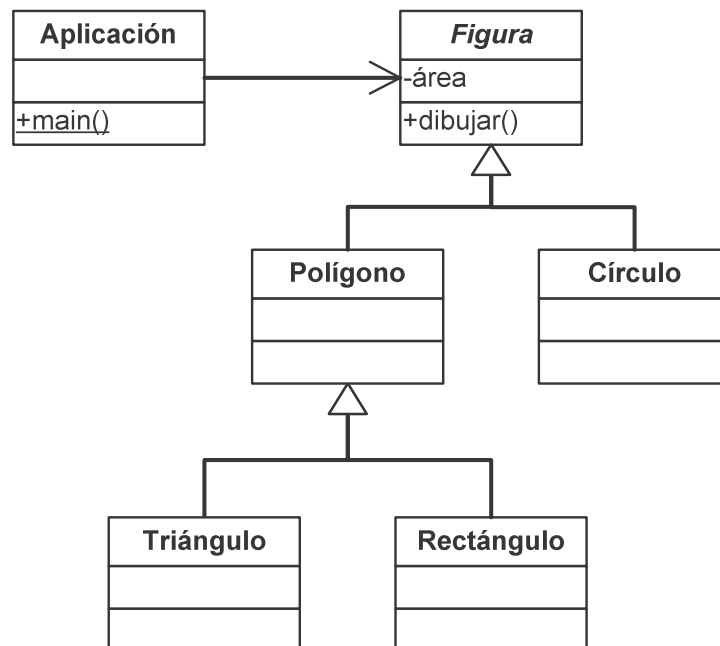 Aplicación
+main()
Figura
-área
+dibujar()
Polígono
Círculo
Triángulo
Rectángulo